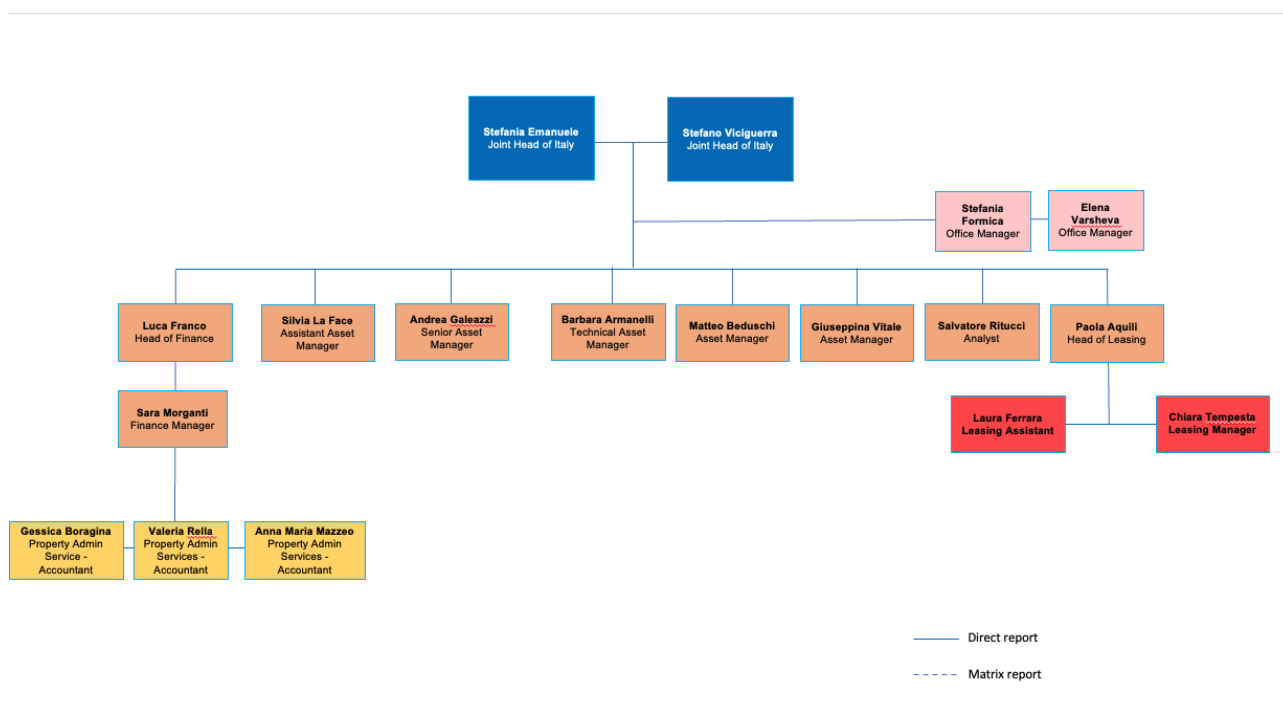 Stefania Emanuele
Joint Head of Italy
Stefano Viciguerra
Joint Head of Italy
Stefania
Formica
Office Manager
Elena
Varsheva
Office Manager
Luca Franco
Head of Finance
Silvia La Face
Assistant Asset
Manager
Andrea Galeazzi
Senior Asset
Manager
Barbara Armanelli
Technical Asset
Manager
Matteo Beduschi
Asset Manager
Giuseppina Vitale
Asset Manager
Salvatore Ritucci
Analyst
Paola Aquili
Head of Leasing
Sara Morganti
Finance Manager
Laura Ferrara
Leasing Assistant
Chiara Tempesta
Leasing Manager
Gessica Boragina
Property Admin
Service -
Accountant
Valeria Rella
Property Admin
Services -
Accountant
Anna Maria Mazzeo
Property Admin
Services -
Accountant
Direct report
Matrix report